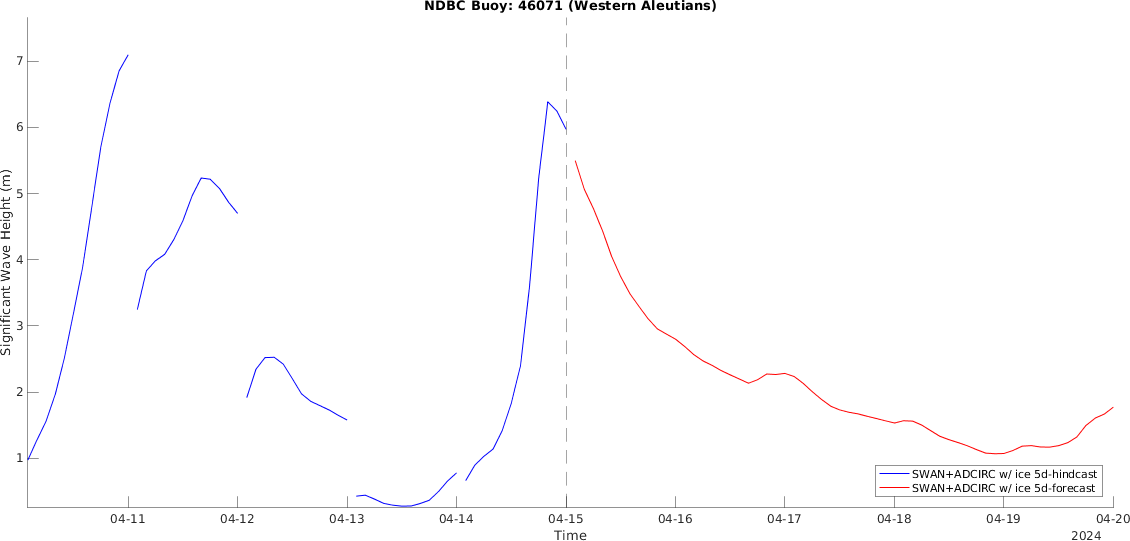 NDBC Buoy: 46071 (Western Aleutians)
Significant Wave Height (m)
7
6
5
4
3
2
1
SWAN+ADCIRC w/ ice 5d-hindcast
SWAN+ADCIRC w/ ice 5d-forecast
04-11 04-12 04-13 04-14 04-15 04-16 04-17 04-18 04-19 04-20
Time
2024